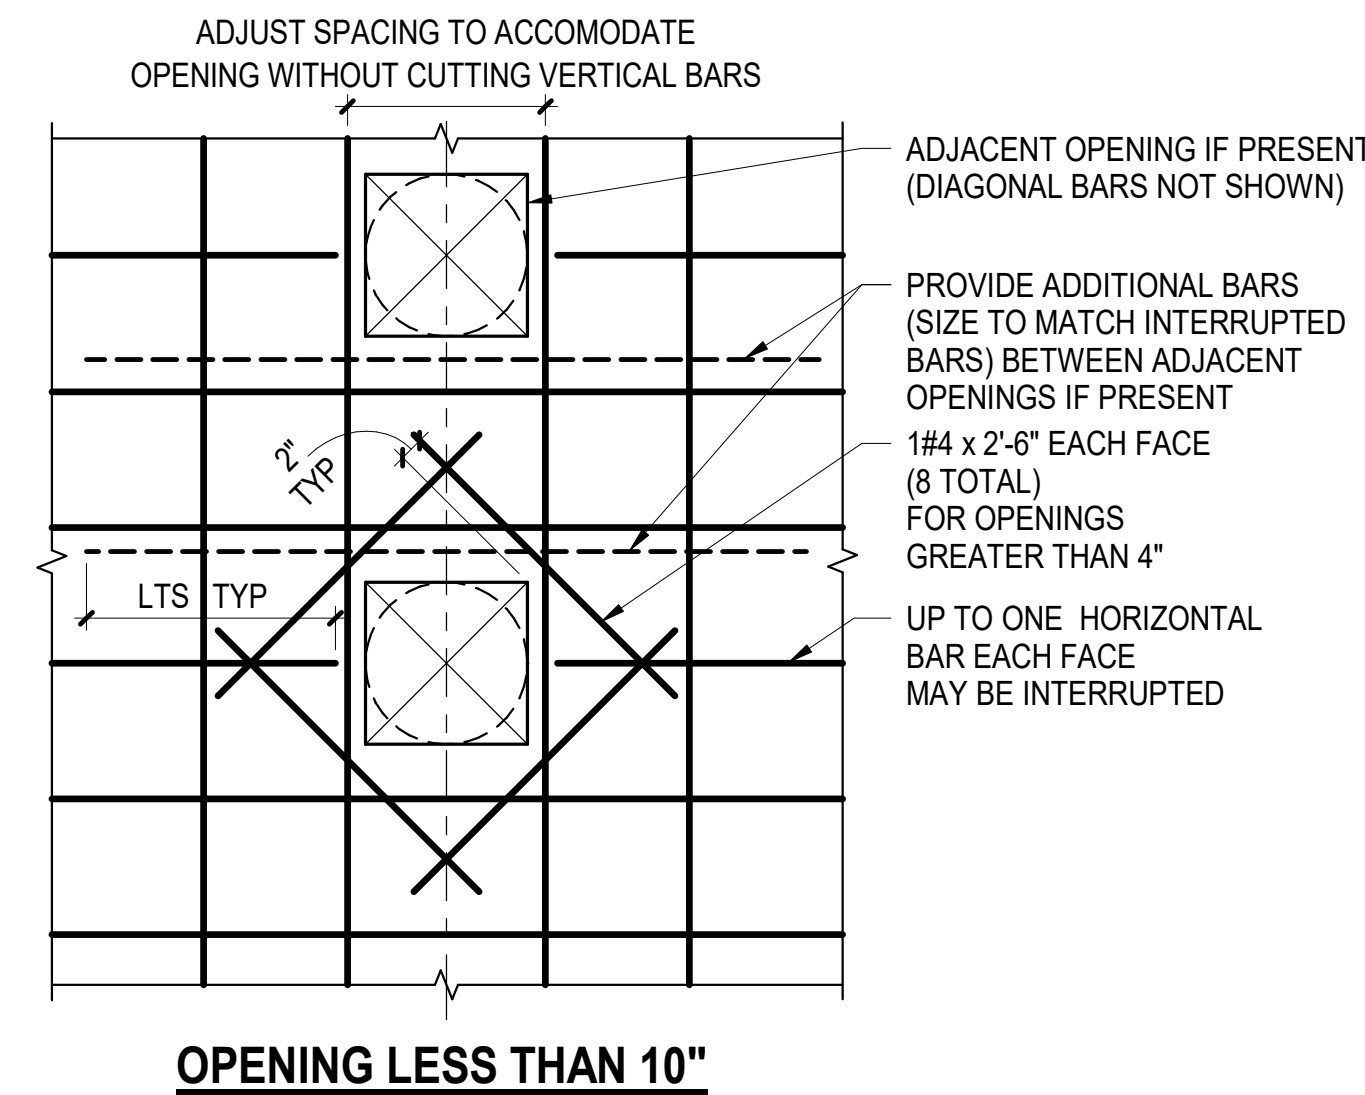 ADJUST SPACING TO ACCOMODATE
OPENING WITHOUT CUTTING VERTICAL BARS
ADJACENT OPENING IF PRESENT
(DIAGONAL BARS NOT SHOWN)
PROVIDE ADDITIONAL BARS
(SIZE TO MATCH INTERRUPTED
BARS) BETWEEN ADJACENT
OPENINGS IF PRESENT
1#4 x 2'-6" EACH FACE
(8 TOTAL)
FOR OPENINGS
GREATER THAN 4"
2"
TYP
LTS TYP
UP TO ONE HORIZONTAL
BAR EACH FACE
MAY BE INTERRUPTED
OPENING LESS THAN 10"